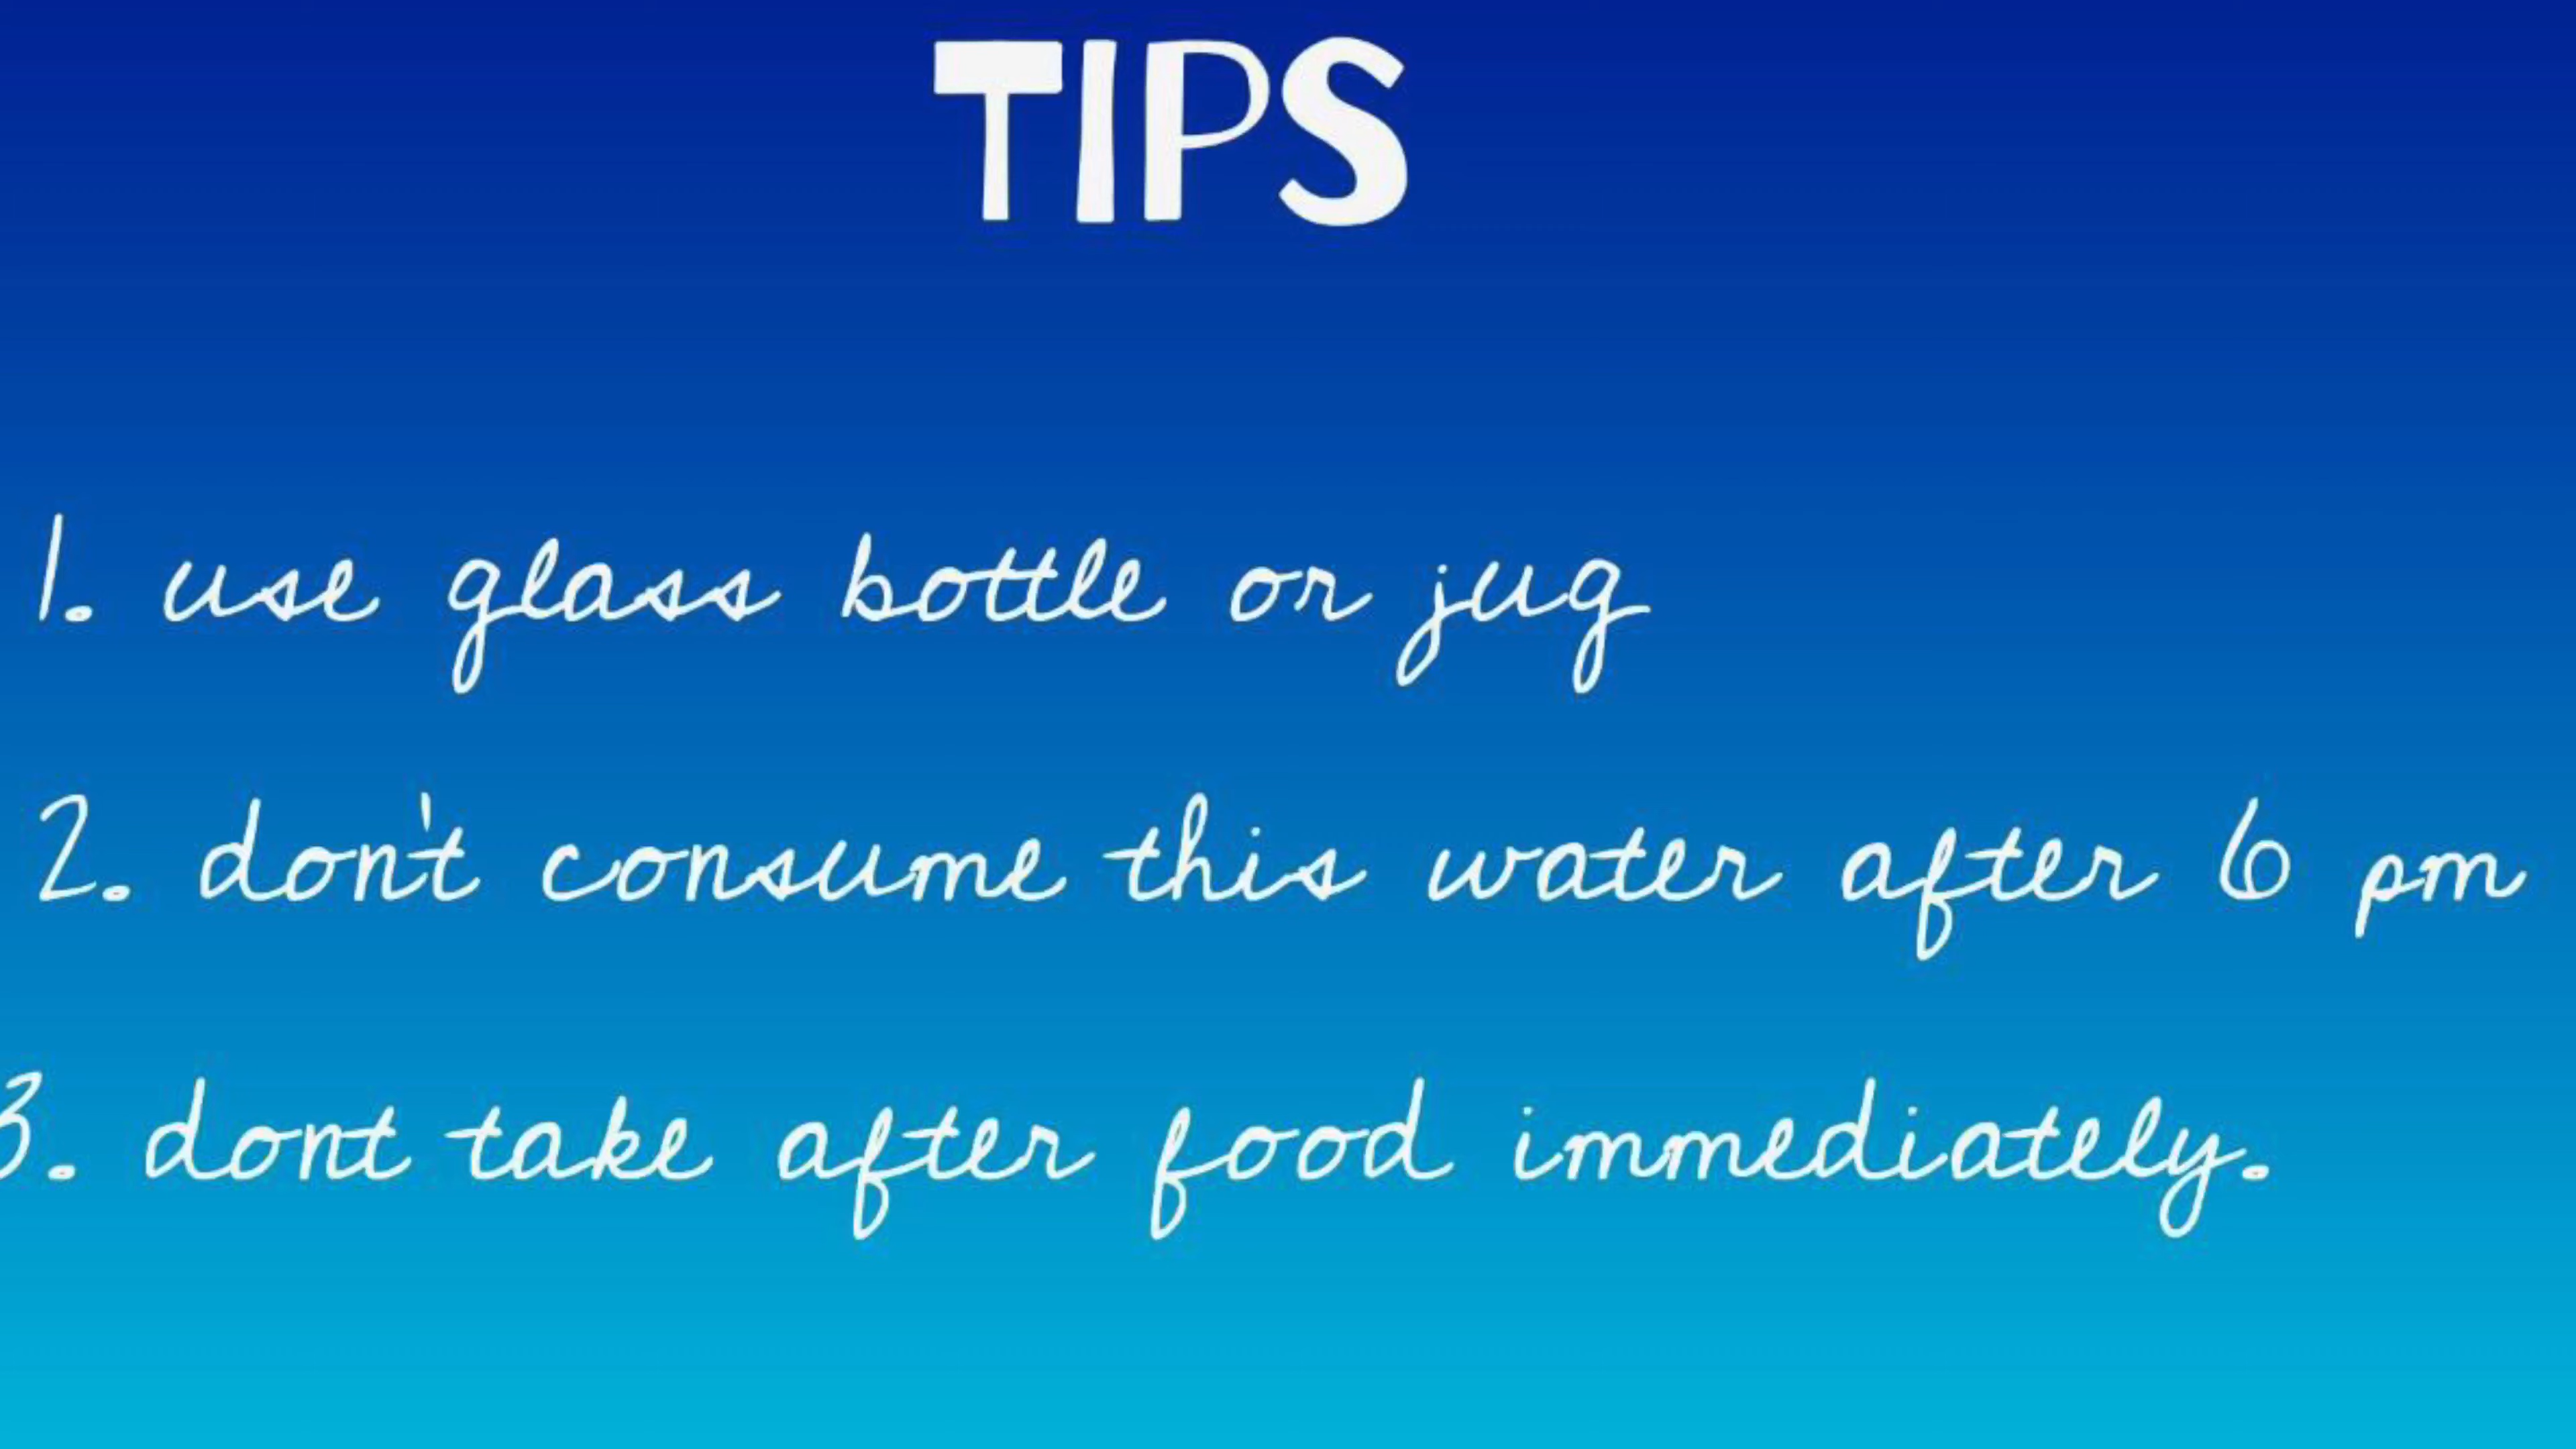 TIPS
1. use glass bottle or jug
2. don't consume this water after 6 pm
3. dont take after food immediately.